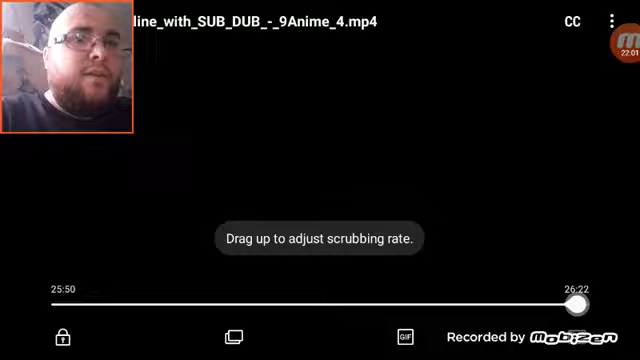 line_with_SUB_DUB_-_9Anime_4.mp4
CC
22:01
Drag up to adjust scrubbing rate.
25:50
26:22
GIF
Recorded by mobizen